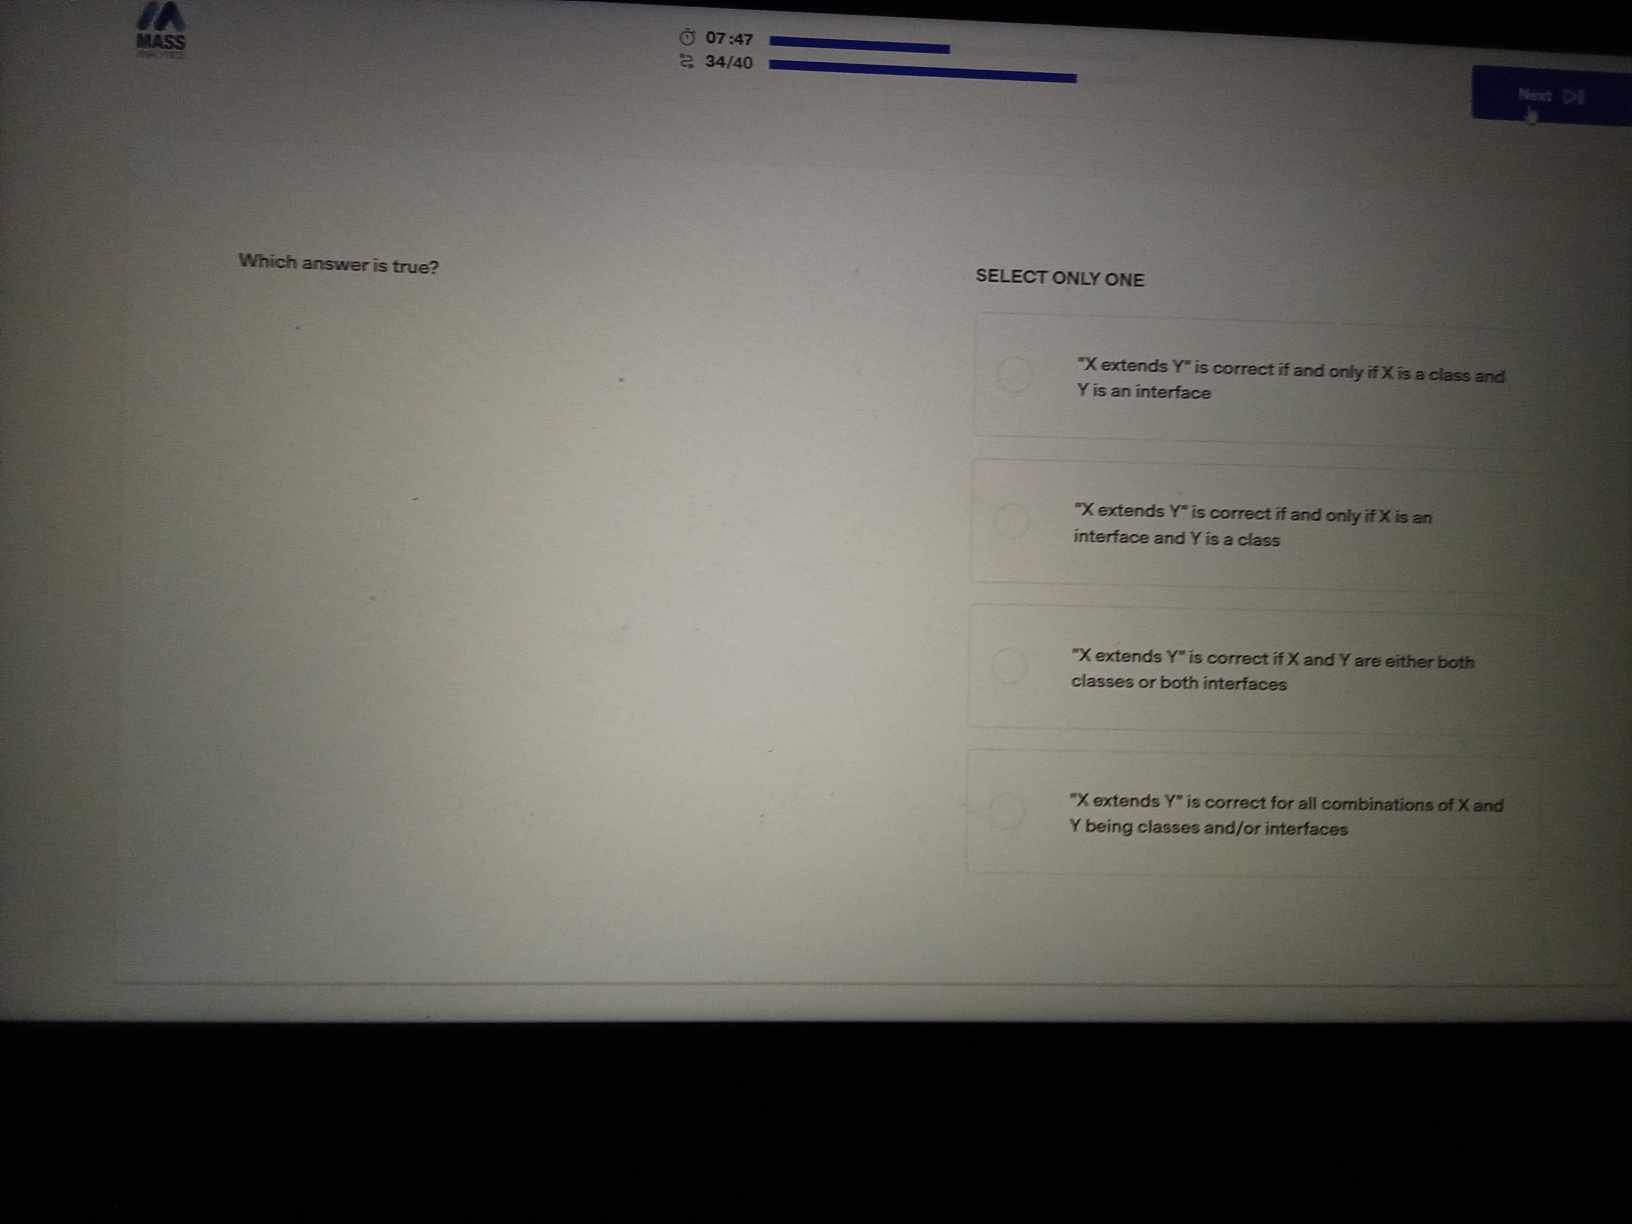 MASS
07:47
34/40
Next
Which answer is true?
SELECT ONLY ONE
"X extends Y" is correct if and only if X is a class and
Y is an interface
"X extends Y" is correct if and only if X is an
interface and Y is a class
"X extends Y" is correct if X and Y are either both
classes or both interfaces
"X extends Y" is correct for all combinations of X and
Y being classes and/or interfaces